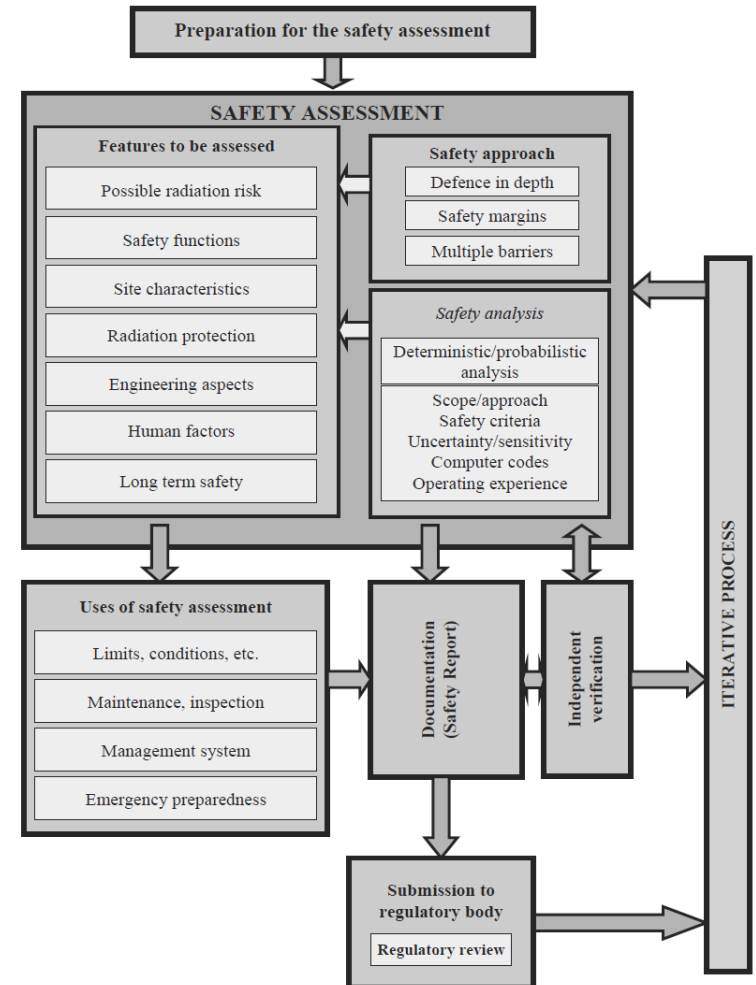 Preparation for the safety assessment
SAFETY ASSESSMENT
Features to be assessed
Possible radiation risk
Safety functions
Site characteristics
Radiation protection
Engineering aspects
Human factors
Long term safety
Safety approach
Defence in depth
Safety margins
Multiple barriers
Safety analysis
Deterministic/probabilistic
analysis
Scope/approach
Safety criteria
Uncertainty/sensitivity
Computer codes
Operating experience
Uses of safety assessment
Limits, conditions, etc.
Maintenance, inspection
Management system
Emergency preparedness
Documentation
(Safety Report)
Independent
verification
ITERATIVE PROCESS
Submission to
regulatory body
Regulatory review